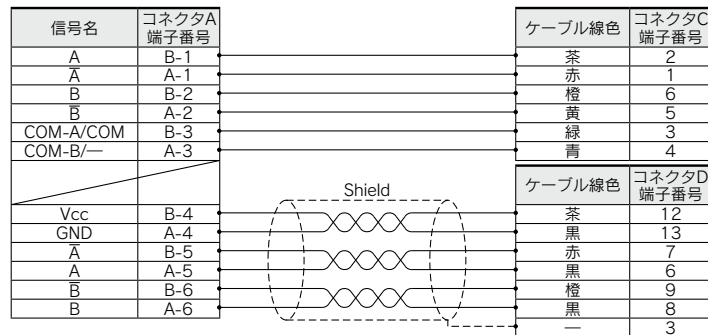 信号名 コネクタA端子番号 ケーブル線色 コネクタC端子番号
A B-1 茶 2
A̅ A-1 赤 1
B B-2 橙 6
B̅ A-2 黄 5
COM-A/COM B-3 緑 3
COM-B/― A-3 青 4
Shield ケーブル線色 コネクタD端子番号
Vcc B-4 茶 12
GND A-4 黒 13
A̅ B-5 赤 7
A A-5 黒 6
B̅ B-6 橙 9
B A-6 黒 8
― 3